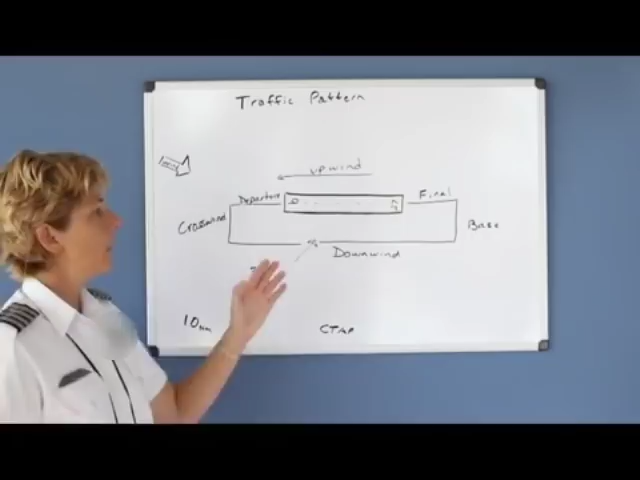 Traffic Pattern
upwind
Departure
Final
Crosswind
Base
Downwind
10nm
CTAF